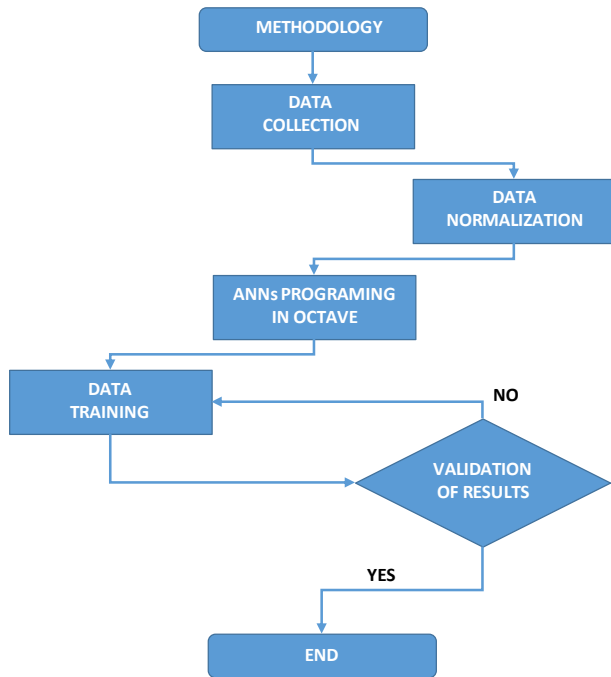 METHODOLOGY
DATA
COLLECTION
DATA
NORMALIZATION
ANNs PROGRAMING
IN OCTAVE
DATA
TRAINING
NO
VALIDATION
OF RESULTS
YES
END